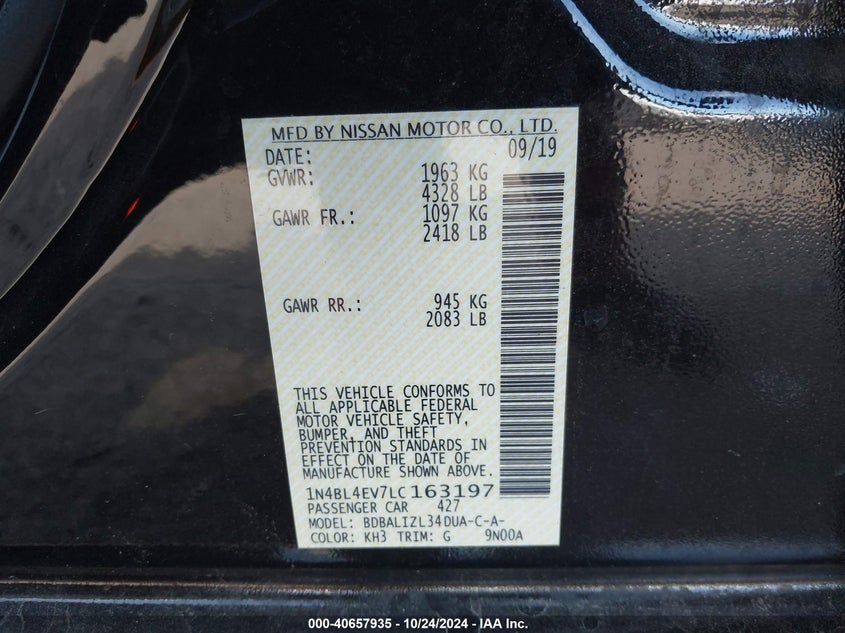 MFD BY NISSAN MOTOR CO., LTD.
DATE: 09/19
GVWR: 1963 KG
4328 LB
GAWR FR.: 1097 KG
2418 LB
GAWR RR.: 945 KG
2083 LB
THIS VEHICLE CONFORMS TO
ALL APPLICABLE FEDERAL
MOTOR VEHICLE SAFETY,
BUMPER, AND THEFT
PREVENTION STANDARDS IN
EFFECT ON THE DATE OF
MANUFACTURE SHOWN ABOVE.
1N4BL4EV7LC163197
PASSENGER CAR 427
MODEL: BDBALIZL34DUA-C-A-
COLOR: KH3 TRIM: G 9N00A
000-40657935 - 10/24/2024 - IAA Inc.